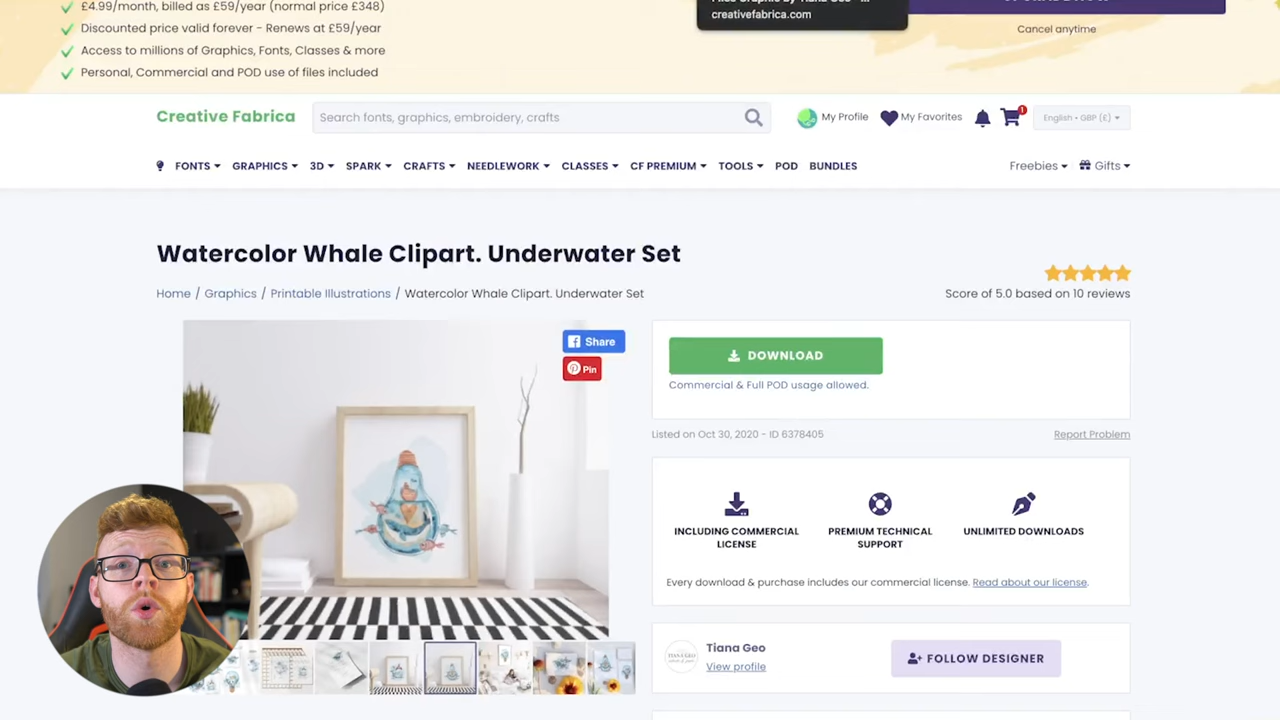 £4.99/month, billed as £59/year (normal price £348)
Discounted price valid forever - Renews at £59/year
Access to millions of Graphics, Fonts, Classes & more
Personal, Commercial and POD use of files included
creativefabrica.com
Cancel anytime
Creative Fabrica
Search fonts, graphics, embroidery, crafts
My Profile
My Favorites
1
English • GBP (£)
FONTS GRAPHICS 3D SPARK CRAFTS NEEDLEWORK CLASSES CF PREMIUM TOOLS POD BUNDLES
Freebies Gifts
Watercolor Whale Clipart. Underwater Set
Home / Graphics / Printable Illustrations / Watercolor Whale Clipart. Underwater Set
Score of 5.0 based on 10 reviews
Share
Pin
DOWNLOAD
Commercial & Full POD usage allowed.
Listed on Oct 30, 2020 - ID 6378405
Report Problem
INCLUDING COMMERCIAL
LICENSE
PREMIUM TECHNICAL
SUPPORT
UNLIMITED DOWNLOADS
Every download & purchase includes our commercial license. Read about our license.
TIANA GEO
Tiana Geo
View profile
FOLLOW DESIGNER